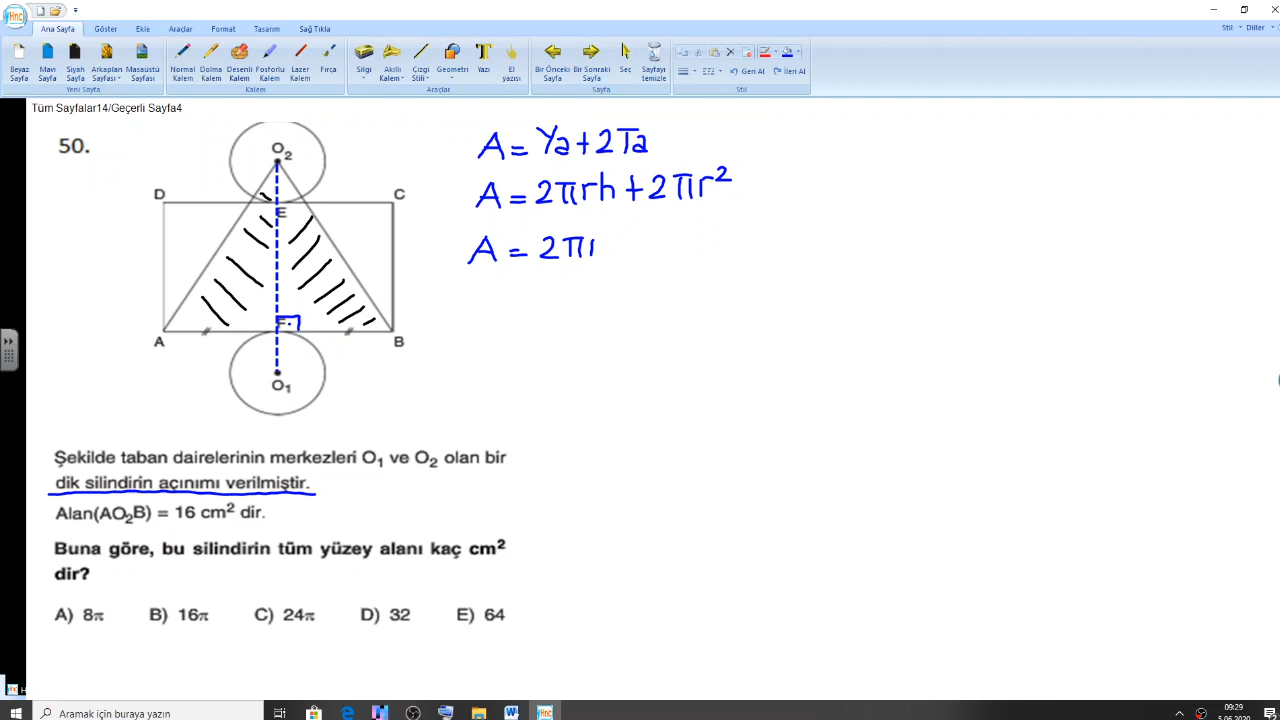 Ana Sayfa Göster Ekle Araçlar Format Tasarım Sağ Tıkla
Stil Diller
Beyaz Sayfa Mavi Sayfa Siyah Sayfa Arkaplan Sayfası Masaüstü Sayfası
Normal Kalem Dolma Kalem Desenli Kalem Fosforlu Kalem Lazer Kalem Fırça
Silgi Akıllı Kalem Çizgi Stili Geometri Yazı El yazısı
Bir Önceki Sayfa Bir Sonraki Sayfa Seç Sayfayı temizle
Geri Al İleri Al
Yeni Sayfa Kalem Araçlar Sayfa Stil
Tüm Sayfalar14/Geçerli Sayfa4
50.
O₂
D E C
A F B
O₁
A = Ya + 2Ta
A = 2πrh + 2πr²
A = 2πr
Şekilde taban dairelerinin merkezleri O₁ ve O₂ olan bir
dik silindirin açınımı verilmiştir.
Alan(AO₂B) = 16 cm² dir.
Buna göre, bu silindirin tüm yüzey alanı kaç cm²
dir?
A) 8π B) 16π C) 24π D) 32 E) 64
Aramak için buraya yazın
09:29
5.06.2020